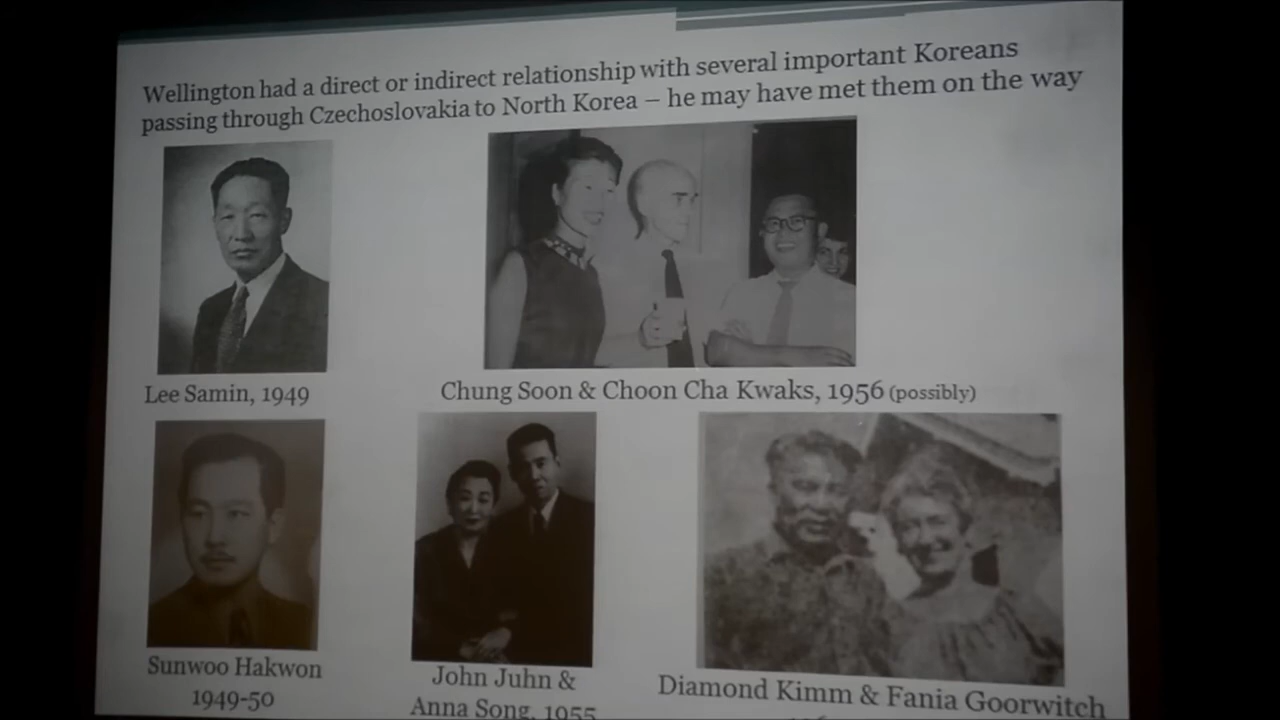 Wellington had a direct or indirect relationship with several important Koreans
passing through Czechoslovakia to North Korea – he may have met them on the way
Lee Samin, 1949
Chung Soon & Choon Cha Kwaks, 1956 (possibly)
Sunwoo Hakwon
1949-50
John Juhn &
Anna Song, 1955
Diamond Kimm & Fania Goorwitch